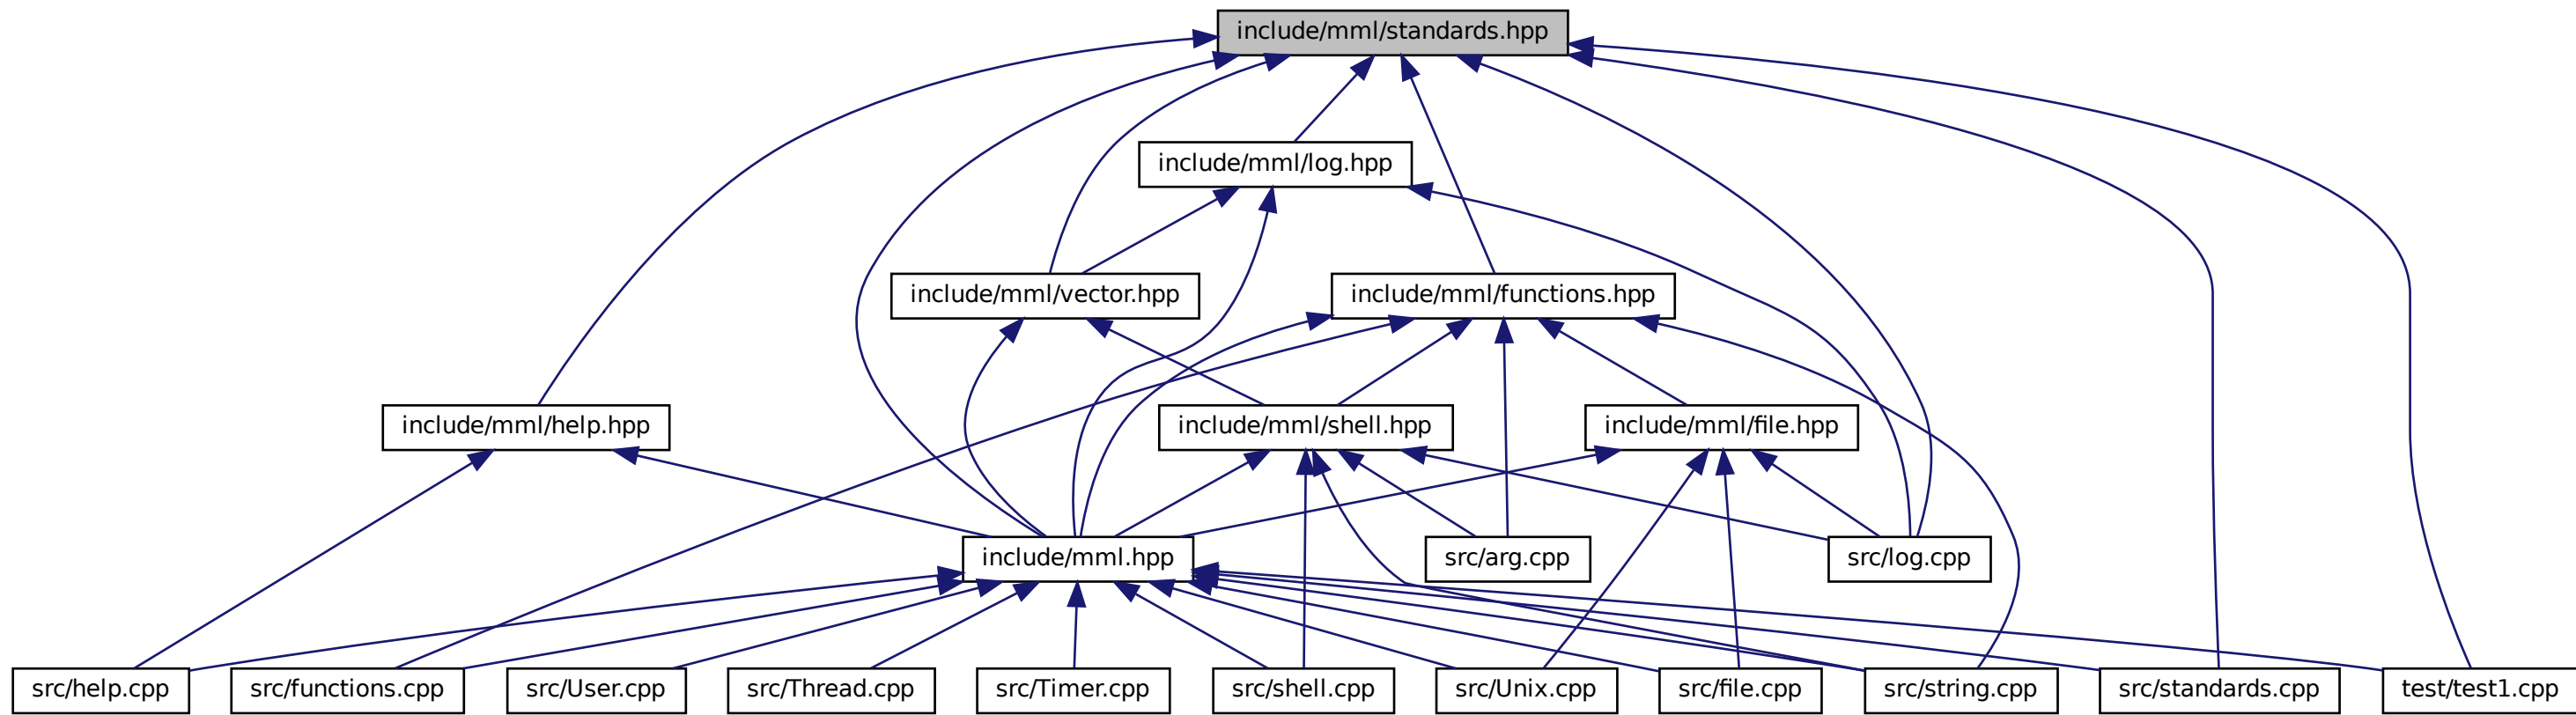 include/mml/standards.hpp
include/mml/log.hpp
include/mml/vector.hpp
include/mml/functions.hpp
include/mml/help.hpp
include/mml/shell.hpp
include/mml/file.hpp
include/mml.hpp
src/arg.cpp
src/log.cpp
src/help.cpp
src/functions.cpp
src/User.cpp
src/Thread.cpp
src/Timer.cpp
src/shell.cpp
src/Unix.cpp
src/file.cpp
src/string.cpp
src/standards.cpp
test/test1.cpp